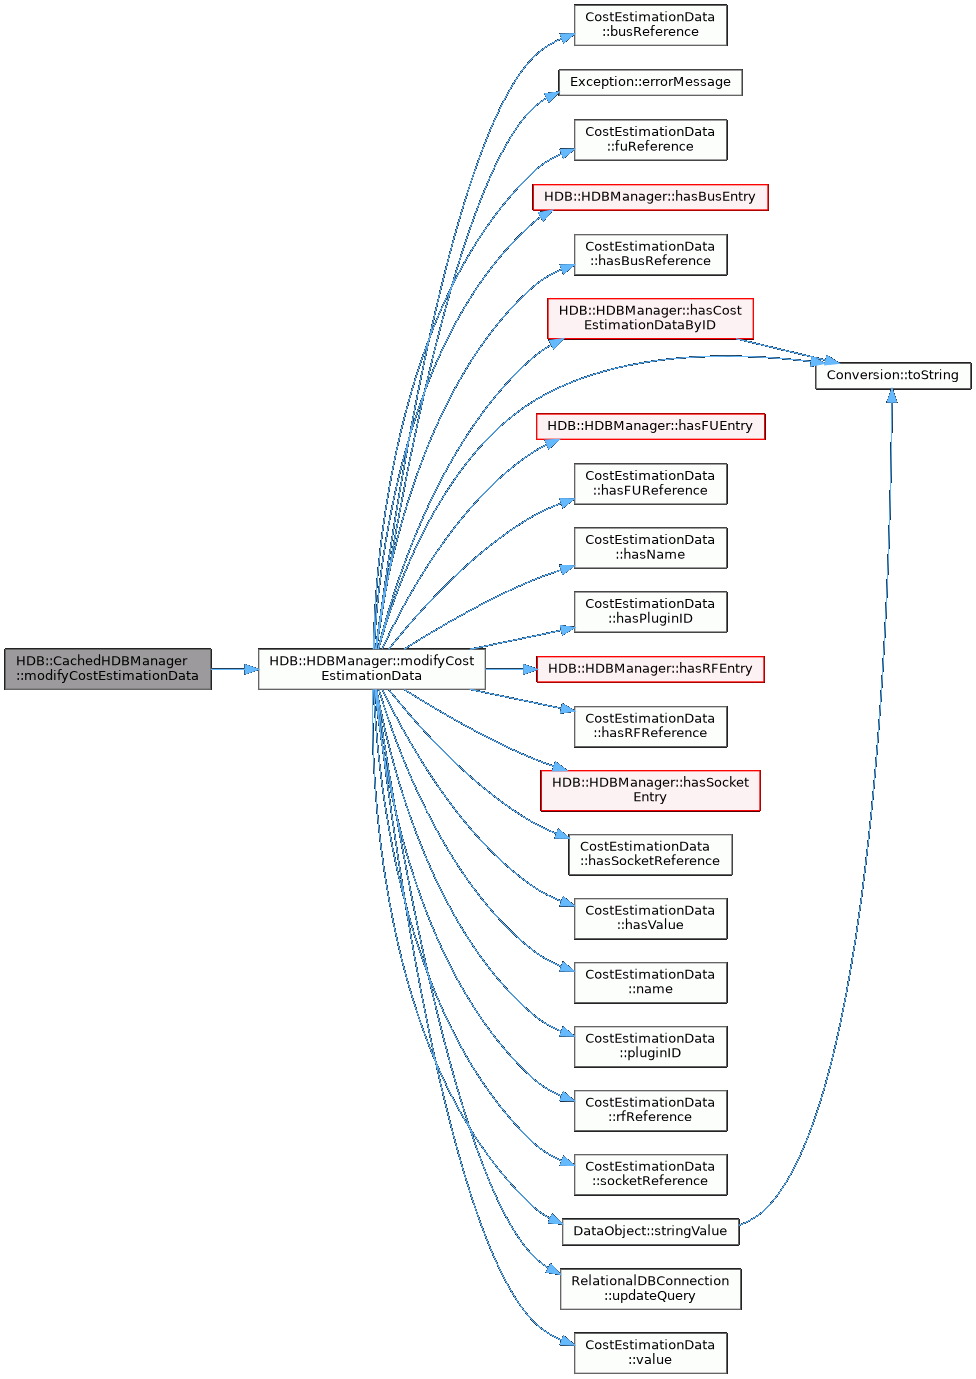 CostEstimationData
::busReference
Exception::errorMessage
CostEstimationData
::fuReference
HDB::HDBManager::hasBusEntry
CostEstimationData
::hasBusReference
HDB::HDBManager::hasCost
EstimationDataByID
Conversion::toString
HDB::HDBManager::hasFUEntry
CostEstimationData
::hasFUReference
CostEstimationData
::hasName
CostEstimationData
::hasPluginID
HDB::CachedHDBManager
::modifyCostEstimationData
HDB::HDBManager::modifyCost
EstimationData
HDB::HDBManager::hasRFEntry
CostEstimationData
::hasRFReference
HDB::HDBManager::hasSocket
Entry
CostEstimationData
::hasSocketReference
CostEstimationData
::hasValue
CostEstimationData
::name
CostEstimationData
::pluginID
CostEstimationData
::rfReference
CostEstimationData
::socketReference
DataObject::stringValue
RelationalDBConnection
::updateQuery
CostEstimationData
::value